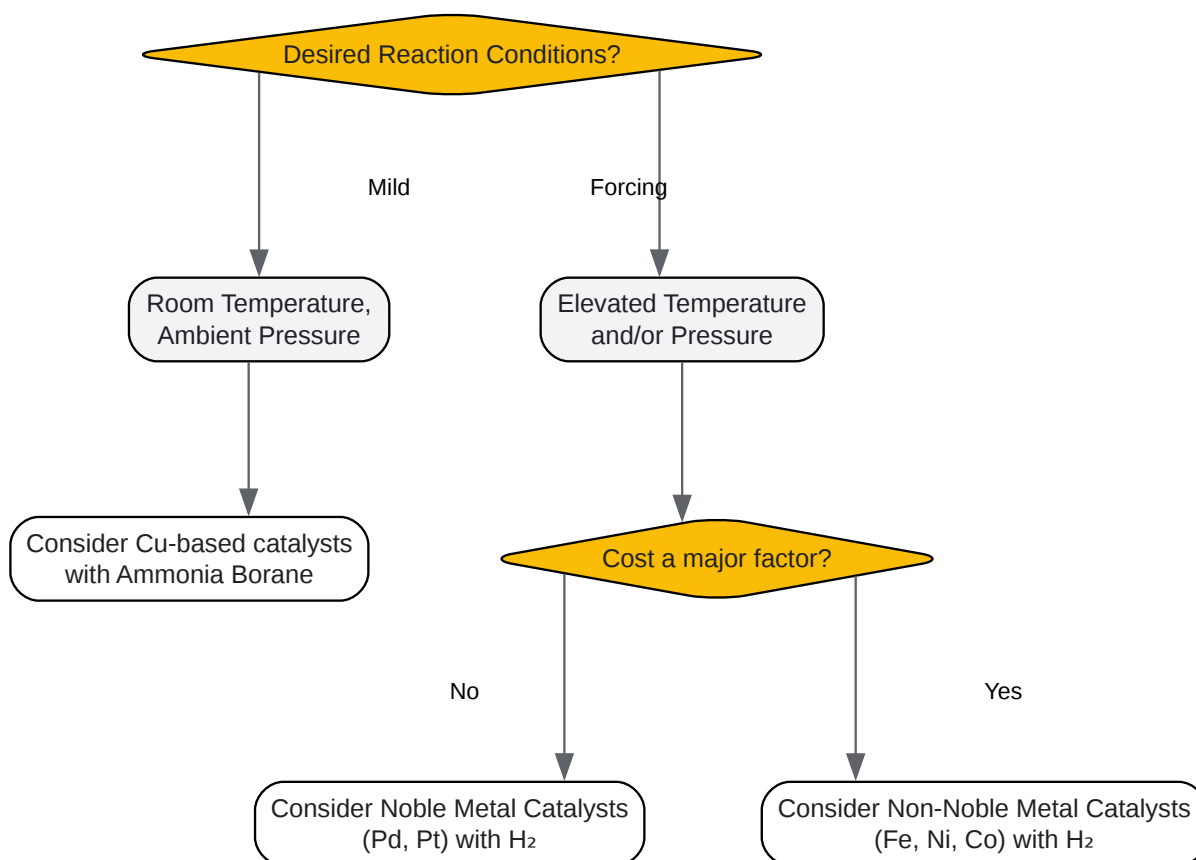 Desired Reaction Conditions?
Mild
Forcing
Room Temperature,
Ambient Pressure
Elevated Temperature
and/or Pressure
Consider Cu-based catalysts
with Ammonia Borane
Cost a major factor?
No
Yes
Consider Noble Metal Catalysts
(Pd, Pt) with H₂
Consider Non-Noble Metal Catalysts
(Fe, Ni, Co) with H₂